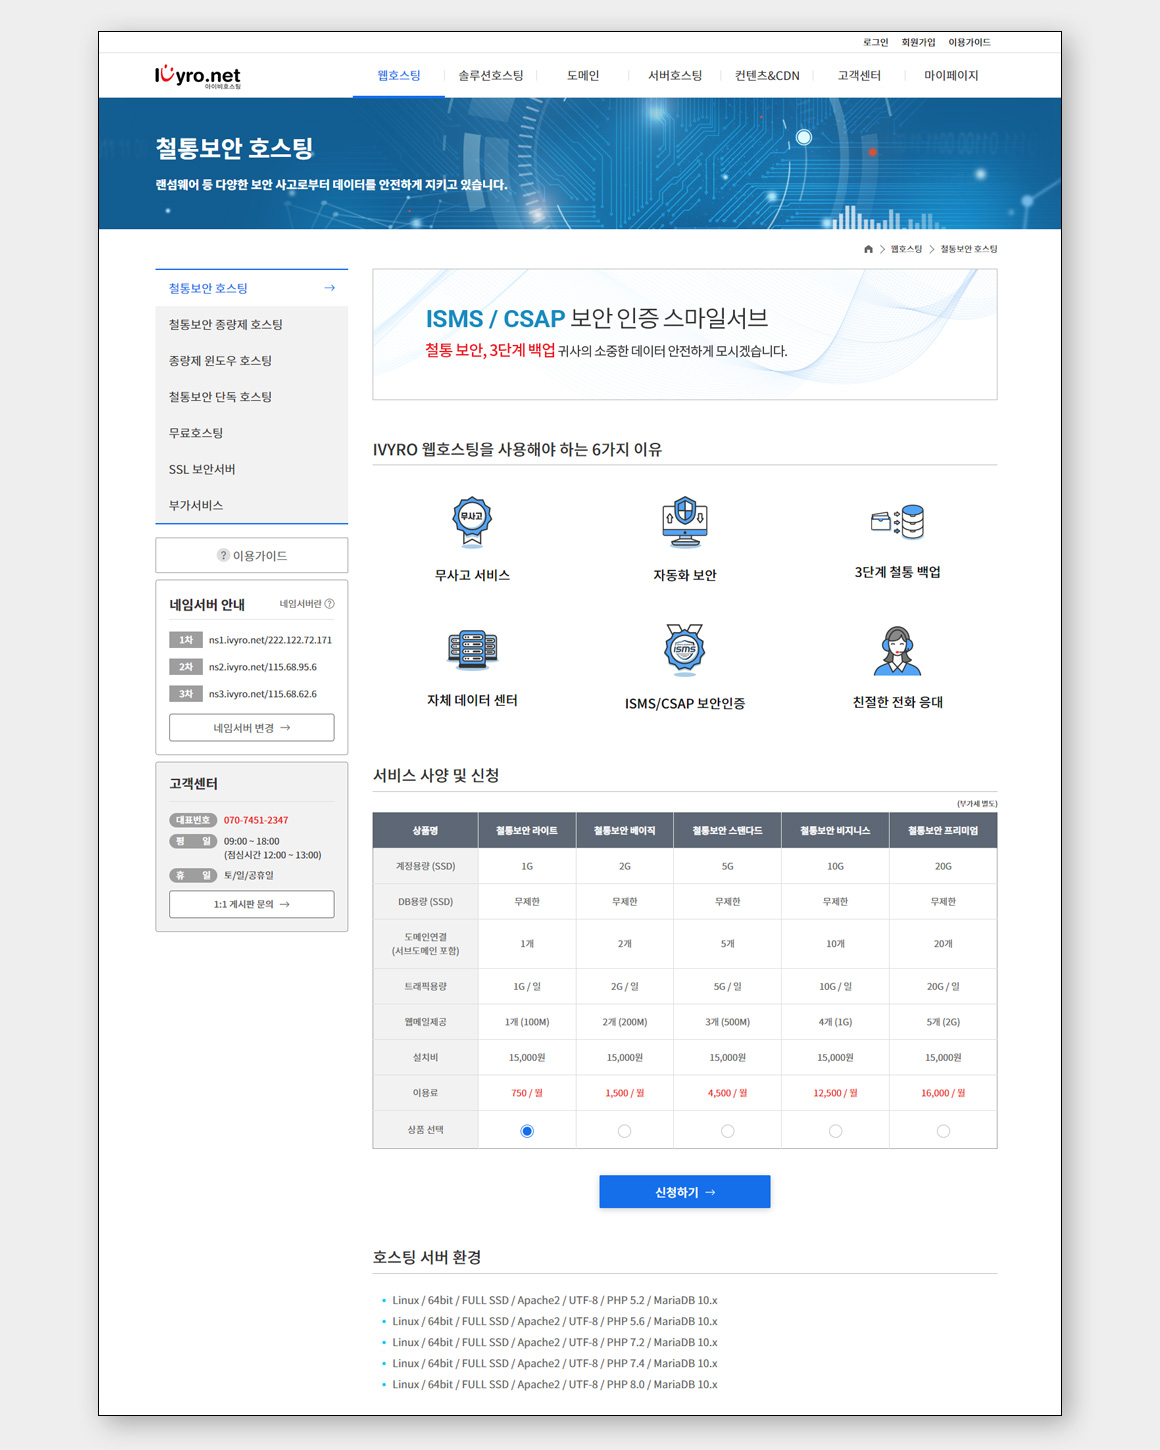 로그인 회원가입 이용가이드
Ivyro.net
아이비호스팅
웹호스팅 솔루션호스팅 도메인 서버호스팅 컨텐츠&CDN 고객센터 마이페이지
철통보안 호스팅
랜섬웨어 등 다양한 보안 사고로부터 데이터를 안전하게 지키고 있습니다.
웹호스팅 > 철통보안 호스팅
철통보안 호스팅 →
철통보안 종량제 호스팅
종량제 윈도우 호스팅
철통보안 단독 호스팅
무료호스팅
SSL 보안서버
부가서비스
? 이용가이드
네임서버 안내 네임서버란 ?
1차 ns1.ivyro.net/222.122.72.171
2차 ns2.ivyro.net/115.68.95.6
3차 ns3.ivyro.net/115.68.62.6
네임서버 변경 →
고객센터
대표번호 070-7451-2347
평 일 09:00 ~ 18:00
(점심시간 12:00 ~ 13:00)
휴 일 토/일/공휴일
1:1 게시판 문의 →
ISMS / CSAP 보안 인증 스마일서브
철통 보안, 3단계 백업 귀사의 소중한 데이터 안전하게 모시겠습니다.
IVYRO 웹호스팅을 사용해야 하는 6가지 이유
무사고
무사고 서비스
자동화 보안
3단계 철통 백업
자체 데이터 센터
ISMS
ISMS/CSAP 보안인증
친절한 전화 응대
서비스 사양 및 신청
(부가세 별도)
상품명 철통보안 라이트 철통보안 베이직 철통보안 스탠다드 철통보안 비지니스 철통보안 프리미엄
계정용량 (SSD) 1G 2G 5G 10G 20G
DB용량 (SSD) 무제한 무제한 무제한 무제한 무제한
도메인연결
(서브도메인 포함) 1개 2개 5개 10개 20개
트래픽용량 1G / 일 2G / 일 5G / 일 10G / 일 20G / 일
웹메일제공 1개 (100M) 2개 (200M) 3개 (500M) 4개 (1G) 5개 (2G)
설치비 15,000원 15,000원 15,000원 15,000원 15,000원
이용료 750 / 월 1,500 / 월 4,500 / 월 12,500 / 월 16,000 / 월
상품 선택
신청하기 →
호스팅 서버 환경
Linux / 64bit / FULL SSD / Apache2 / UTF-8 / PHP 5.2 / MariaDB 10.x
Linux / 64bit / FULL SSD / Apache2 / UTF-8 / PHP 5.6 / MariaDB 10.x
Linux / 64bit / FULL SSD / Apache2 / UTF-8 / PHP 7.2 / MariaDB 10.x
Linux / 64bit / FULL SSD / Apache2 / UTF-8 / PHP 7.4 / MariaDB 10.x
Linux / 64bit / FULL SSD / Apache2 / UTF-8 / PHP 8.0 / MariaDB 10.x